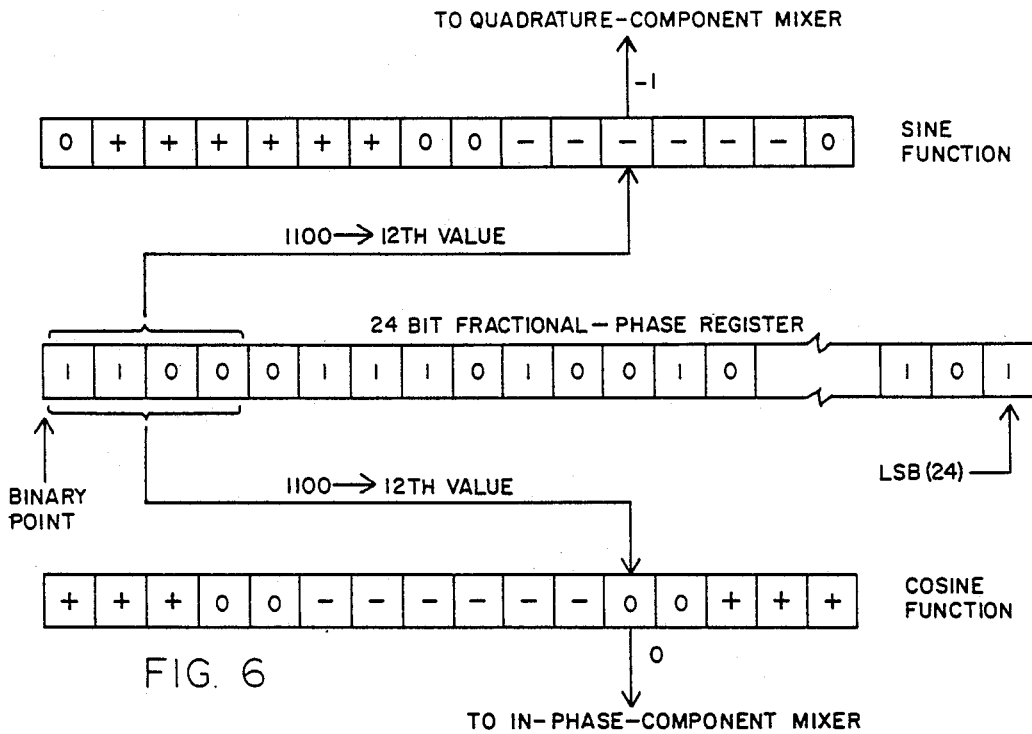 TO QUADRATURE-COMPONENT MIXER
-1
0 + + + + + + 0 0 - - - - - - 0
SINE
FUNCTION
1100→12TH VALUE
24 BIT FRACTIONAL-PHASE REGISTER
1 1 0 0 0 1 1 1 0 1 0 0 1 0 1 0 1
BINARY
POINT
LSB (24)
1100→12TH VALUE
+ + + 0 0 - - - - - - 0 0 + + +
COSINE
FUNCTION
0
FIG. 6
TO IN-PHASE-COMPONENT MIXER